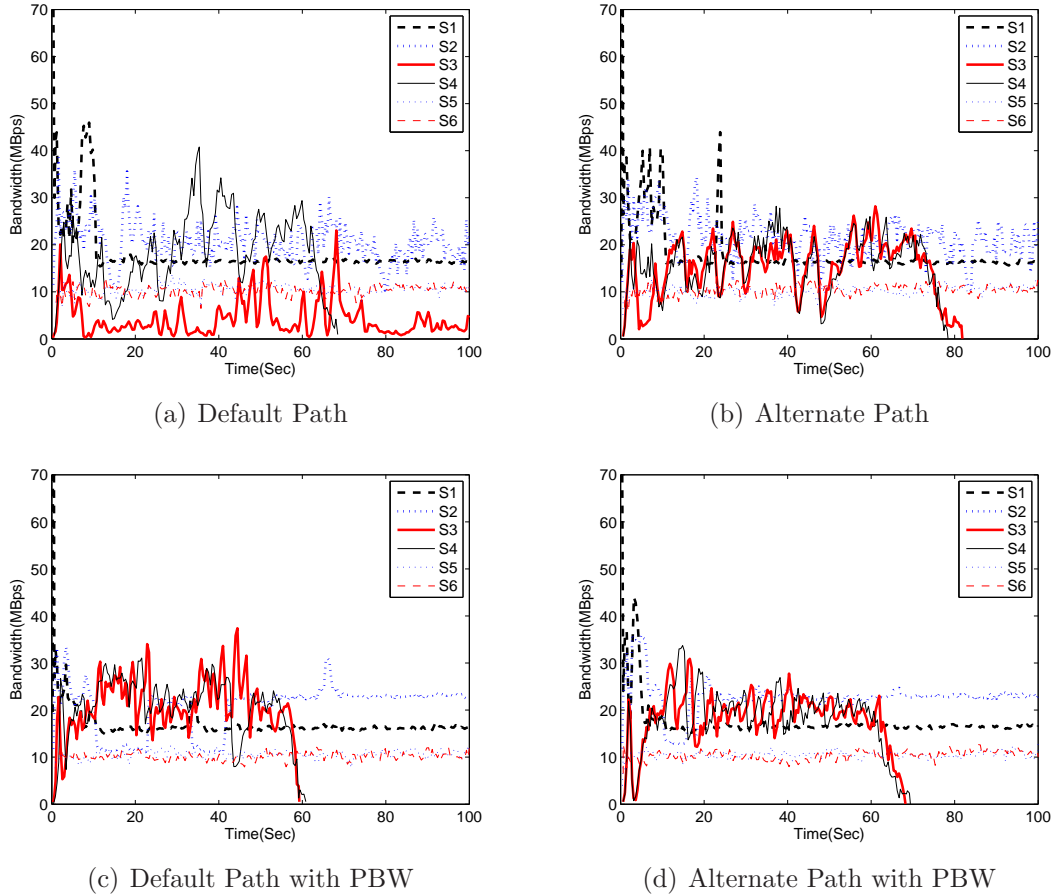 70
60
50
40
30
20
10
0
Bandwidth(MBps)
0 20 40 60 80 100
Time(Sec)
S1
S2
S3
S4
S5
S6
(a) Default Path
70
60
50
40
30
20
10
0
Bandwidth(MBps)
0 20 40 60 80 100
Time(Sec)
S1
S2
S3
S4
S5
S6
(b) Alternate Path
70
60
50
40
30
20
10
0
Bandwidth(MBps)
0 20 40 60 80 100
Time(Sec)
S1
S2
S3
S4
S5
S6
(c) Default Path with PBW
70
60
50
40
30
20
10
0
Bandwidth(MBps)
0 20 40 60 80 100
Time(Sec)
S1
S2
S3
S4
S5
S6
(d) Alternate Path with PBW